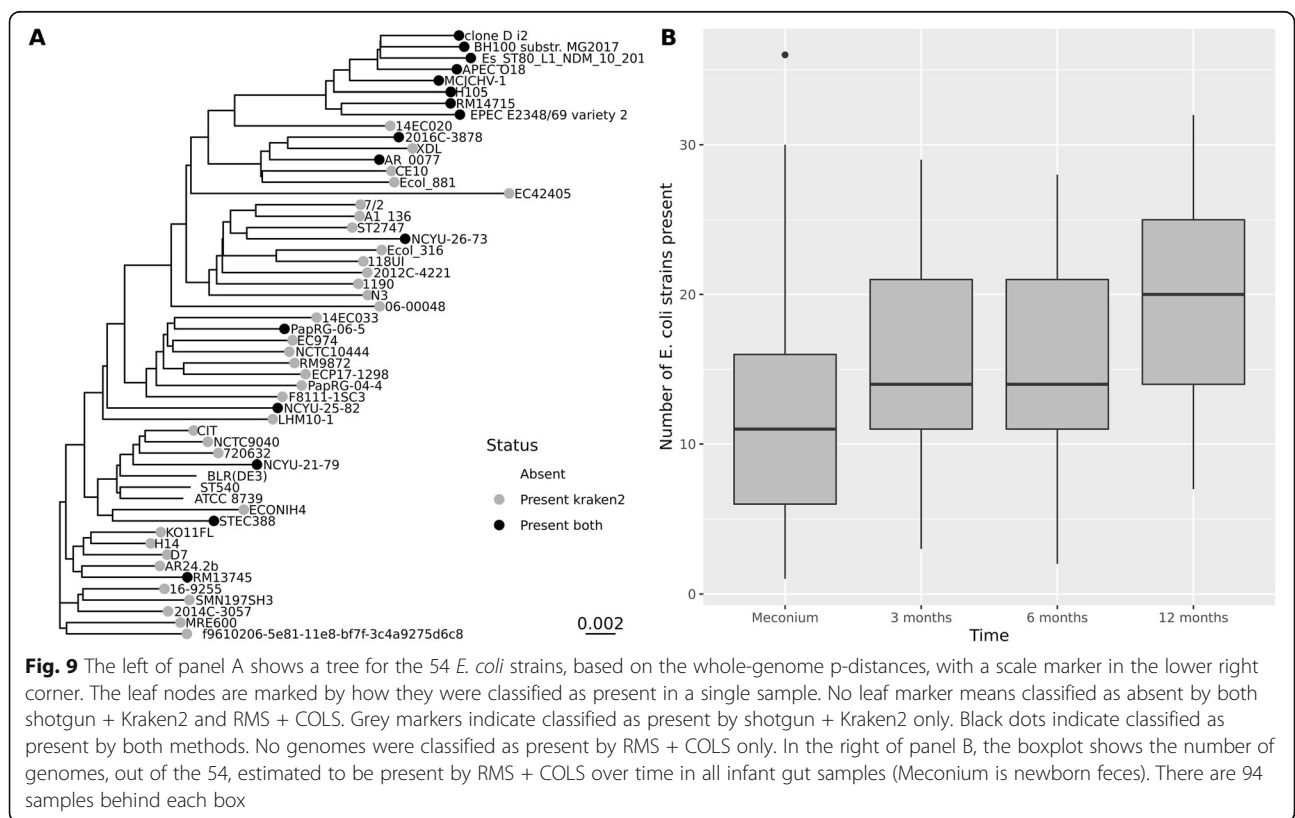 A
clone D i2
BH100 substr. MG2017
Es_ST80_L1_NDM_10_201
APEC O18
MCJCHV-1
H105
RM14715
EPEC E2348/69 variety 2
14EC020
2016C-3878
XDL
AR_0077
CE10
Ecol_881
EC42405
7/2
A1_136
ST2747
NCYU-26-73
Ecol_316
118UI
2012C-4221
1190
N3
06-00048
14EC033
PapRG-06-5
EC974
NCTC10444
RM9872
ECP17-1298
PapRG-04-4
F8111-1SC3
NCYU-25-82
LHM10-1
CIT
NCTC9040
720632
NCYU-21-79
BLR(DE3)
ST540
ATCC 8739
ECONIH4
STEC388
KO11FL
H14
D7
AR24.2b
RM13745
16-9255
SMN197SH3
2014C-3057
MRE600
f9610206-5e81-11e8-bf7f-3c4a9275d6c8
Status
Absent
Present kraken2
Present both
0.002
B
Number of E. coli strains present
30
20
10
0
Meconium
3 months
6 months
12 months
Time
Fig. 9 The left of panel A shows a tree for the 54 E. coli strains, based on the whole-genome p-distances, with a scale marker in the lower right
corner. The leaf nodes are marked by how they were classified as present in a single sample. No leaf marker means classified as absent by both
shotgun + Kraken2 and RMS + COLS. Grey markers indicate classified as present by shotgun + Kraken2 only. Black dots indicate classified as
present by both methods. No genomes were classified as present by RMS + COLS only. In the right of panel B, the boxplot shows the number of
genomes, out of the 54, estimated to be present by RMS + COLS over time in all infant gut samples (Meconium is newborn feces). There are 94
samples behind each box